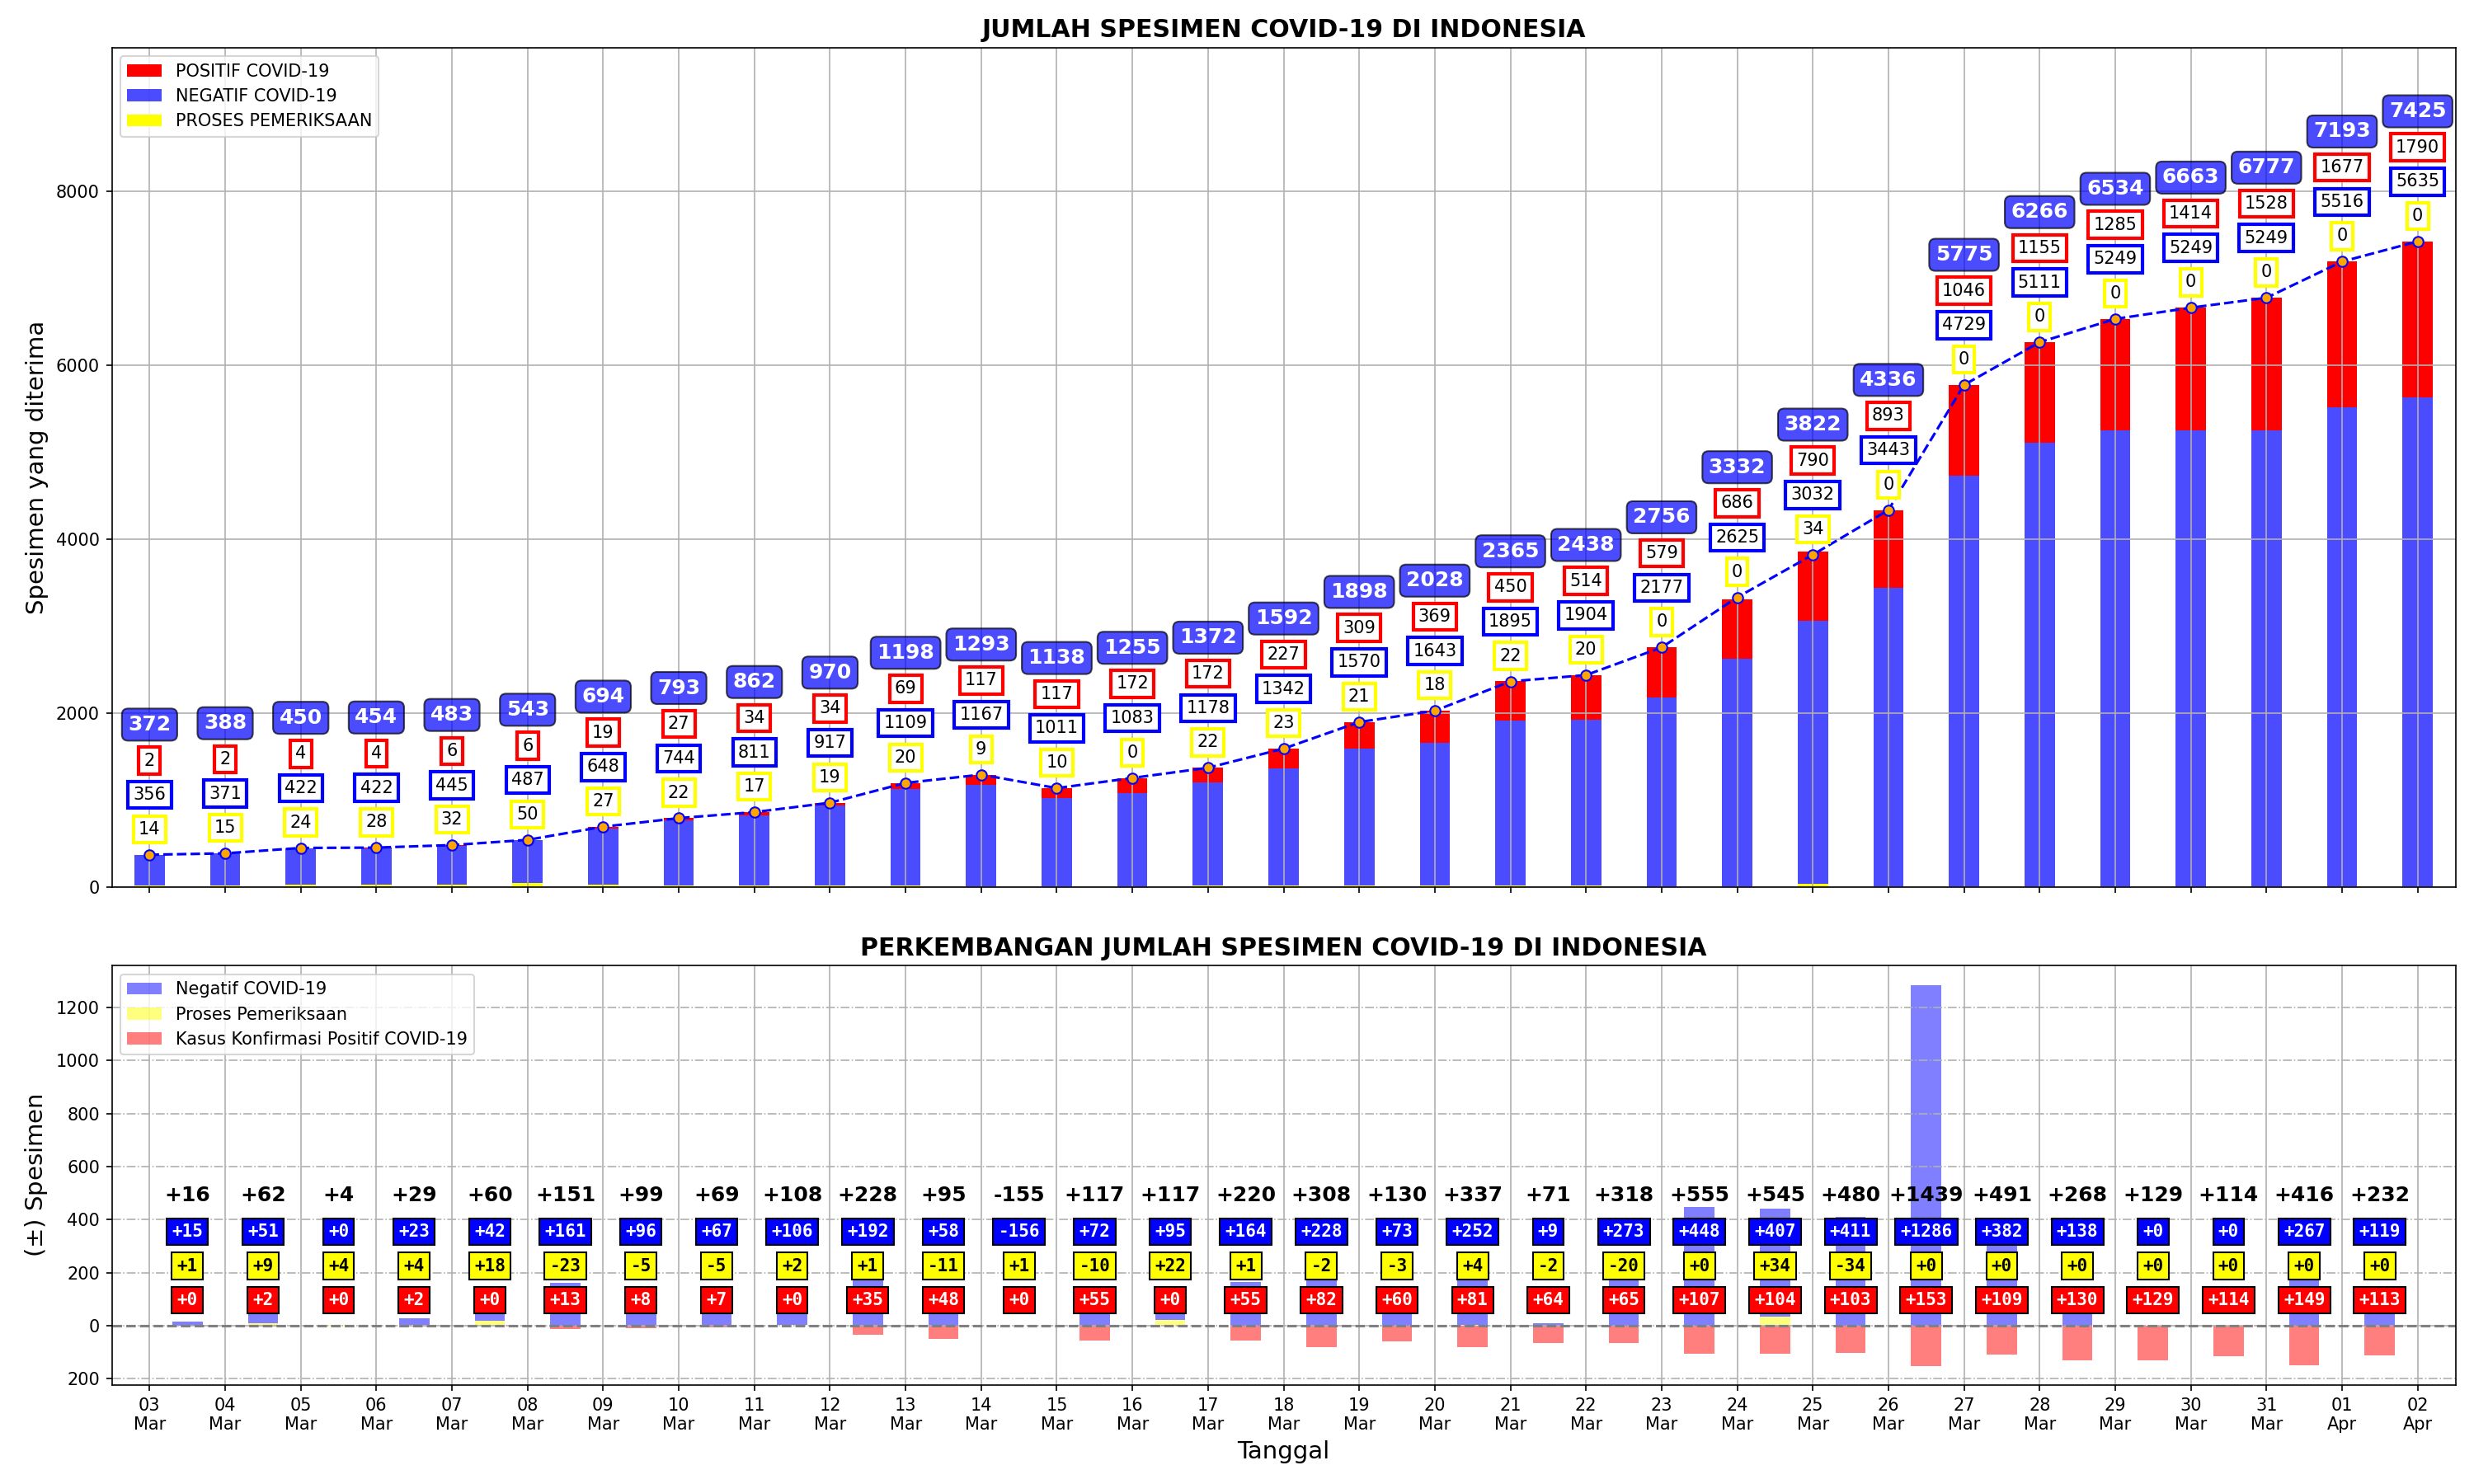 JUMLAH SPESIMEN COVID-19 DI INDONESIA
POSITIF COVID-19
NEGATIF COVID-19
PROSES PEMERIKSAAN
Spesimen yang diterima
8000
6000
4000
2000
0
372 388 450 454 483 543 694 793 862 970 1198 1293 1138 1255 1372 1592 1898 2028 2365 2438 2756 3332 3822 4336 5775 6266 6534 6663 6777 7193 7425
2 2 4 4 6 6 19 27 34 34 69 117 117 172 172 227 309 369 450 514 579 686 790 893 1046 1155 1285 1414 1528 1677 1790
356 371 422 422 445 487 648 744 811 917 1109 1167 1011 1083 1178 1342 1570 1643 1895 1904 2177 2625 3032 3443 4729 5111 5249 5249 5249 5516 5635
14 15 24 28 32 50 27 22 17 19 20 9 10 0 22 23 21 18 22 20 0 0 34 0 0 0 0 0 0 0 0
PERKEMBANGAN JUMLAH SPESIMEN COVID-19 DI INDONESIA
Negatif COVID-19
Proses Pemeriksaan
Kasus Konfirmasi Positif COVID-19
(±) Spesimen
1200
1000
800
600
400
200
0
200
+16 +62 +4 +29 +60 +151 +99 +69 +108 +228 +95 -155 +117 +117 +220 +308 +130 +337 +71 +318 +555 +545 +480 +1439 +491 +268 +129 +114 +416 +232
+15 +51 +0 +23 +42 +161 +96 +67 +106 +192 +58 -156 +72 +95 +164 +228 +73 +252 +9 +273 +448 +407 +411 +1286 +382 +138 +0 +0 +267 +119
+1 +9 +4 +4 +18 -23 -5 -5 +2 +1 -11 +1 -10 +22 +1 -2 -3 +4 -2 -20 +0 +34 -34 +0 +0 +0 +0 +0 +0 +0
+0 +2 +0 +2 +0 +13 +8 +7 +0 +35 +48 +0 +55 +0 +55 +82 +60 +81 +64 +65 +107 +104 +103 +153 +109 +130 +129 +114 +149 +113
03 04 05 06 07 08 09 10 11 12 13 14 15 16 17 18 19 20 21 22 23 24 25 26 27 28 29 30 31 01 02
Mar Mar Mar Mar Mar Mar Mar Mar Mar Mar Mar Mar Mar Mar Mar Mar Mar Mar Mar Mar Mar Mar Mar Mar Mar Mar Mar Mar Mar Apr Apr
Tanggal